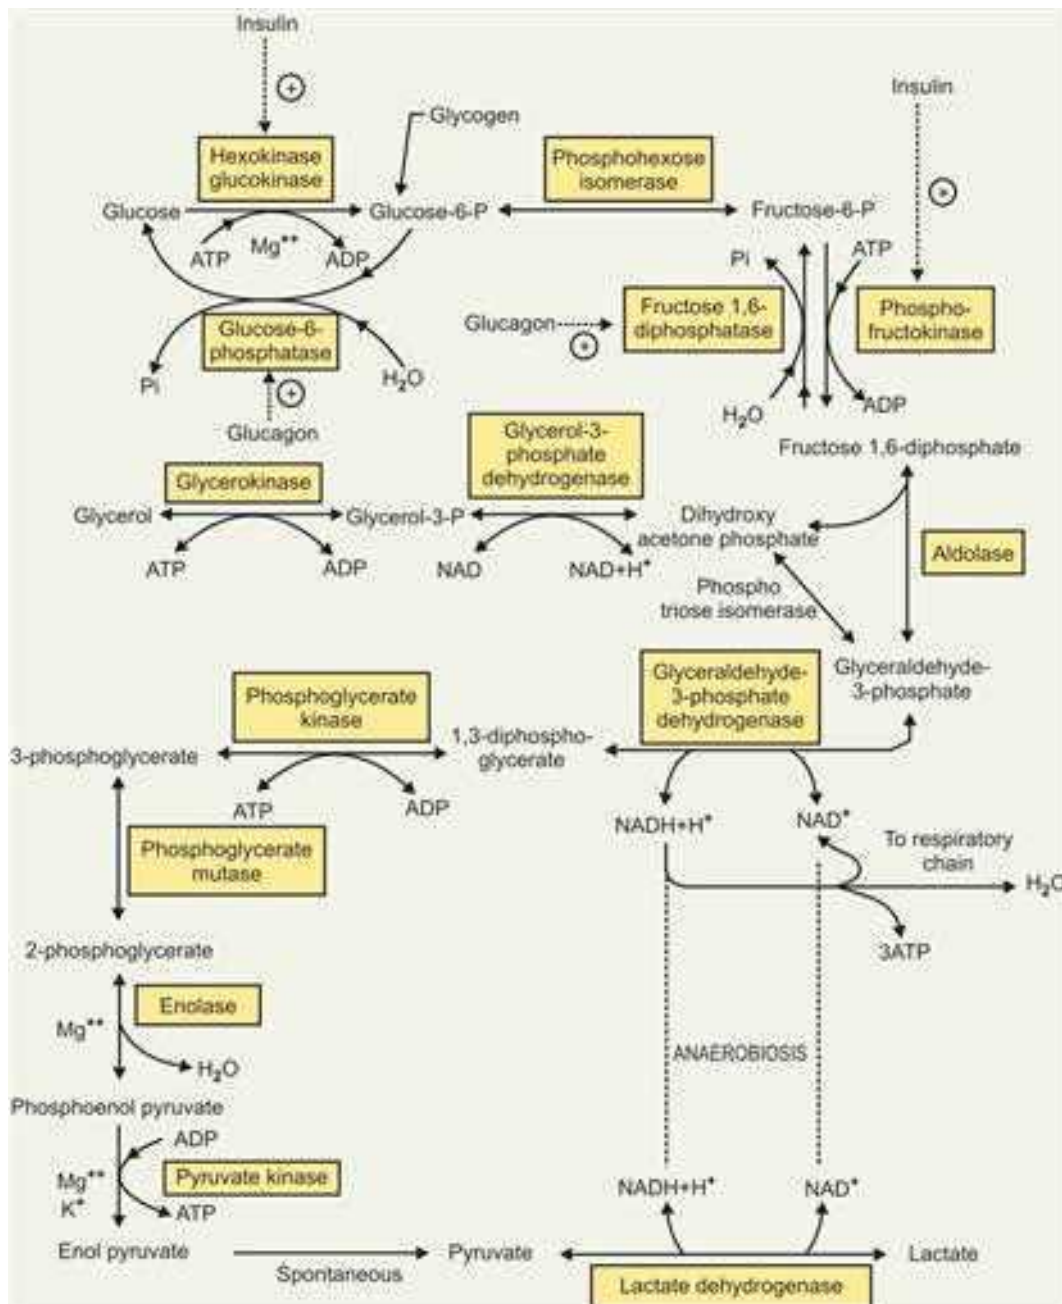 Insulin
Insulin
Glycogen
Hexokinase
glucokinase
Phosphohexose
isomerase
Glucose
Glucose-6-P
Fructose-6-P
ATP
Mg++
ADP
Pi
ATP
Glucose-6-
phosphatase
Glucagon
Fructose 1,6-
diphosphatase
Phospho-
fructokinase
Pi
H2O
Glucagon
H2O
ADP
Glycerol-3-
phosphate
dehydrogenase
Fructose 1,6-diphosphate
Glycerokinase
Glycerol
Glycerol-3-P
Dihydroxy
acetone phosphate
Aldolase
ATP
ADP
NAD
NAD+H+
Phospho
triose isomerase
Glyceraldehyde-
3-phosphate
Glyceraldehyde-
3-phosphate
dehydrogenase
Phosphoglycerate
kinase
3-phosphoglycerate
1,3-diphospho-
glycerate
ATP
ADP
NADH+H+
NAD+
To respiratory
chain
H2O
3ATP
Phosphoglycerate
mutase
2-phosphoglycerate
Enolase
Mg++
H2O
ANAEROBIOSIS
Phosphoenol pyruvate
ADP
Mg++
K+
Pyruvate kinase
ATP
NADH+H+
NAD+
Enol pyruvate
Spontaneous
Pyruvate
Lactate
Lactate dehydrogenase